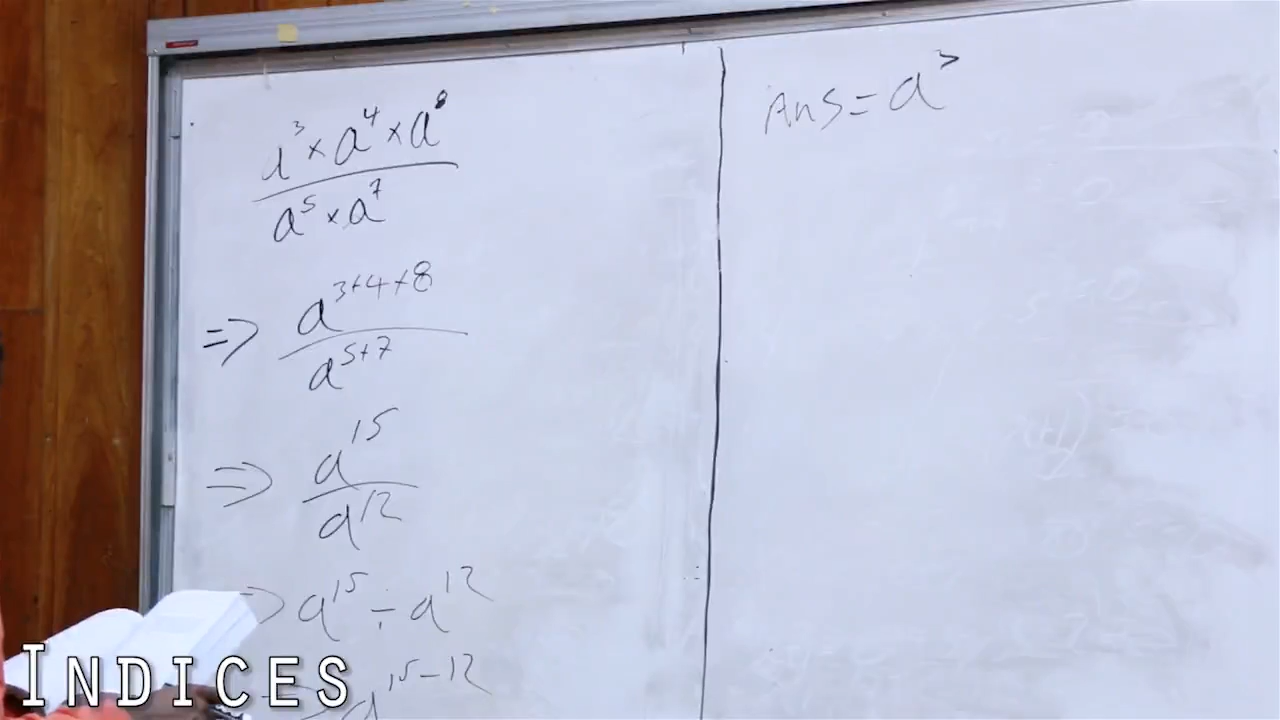 a³ × a⁴ × a⁸
a⁵ × a⁷
=> a³⁺⁴⁺⁸
a⁵⁺⁷
=> a¹⁵
a¹²
=> a¹⁵ ÷ a¹²
= a¹⁵⁻¹²
Ans = a³
INDICES